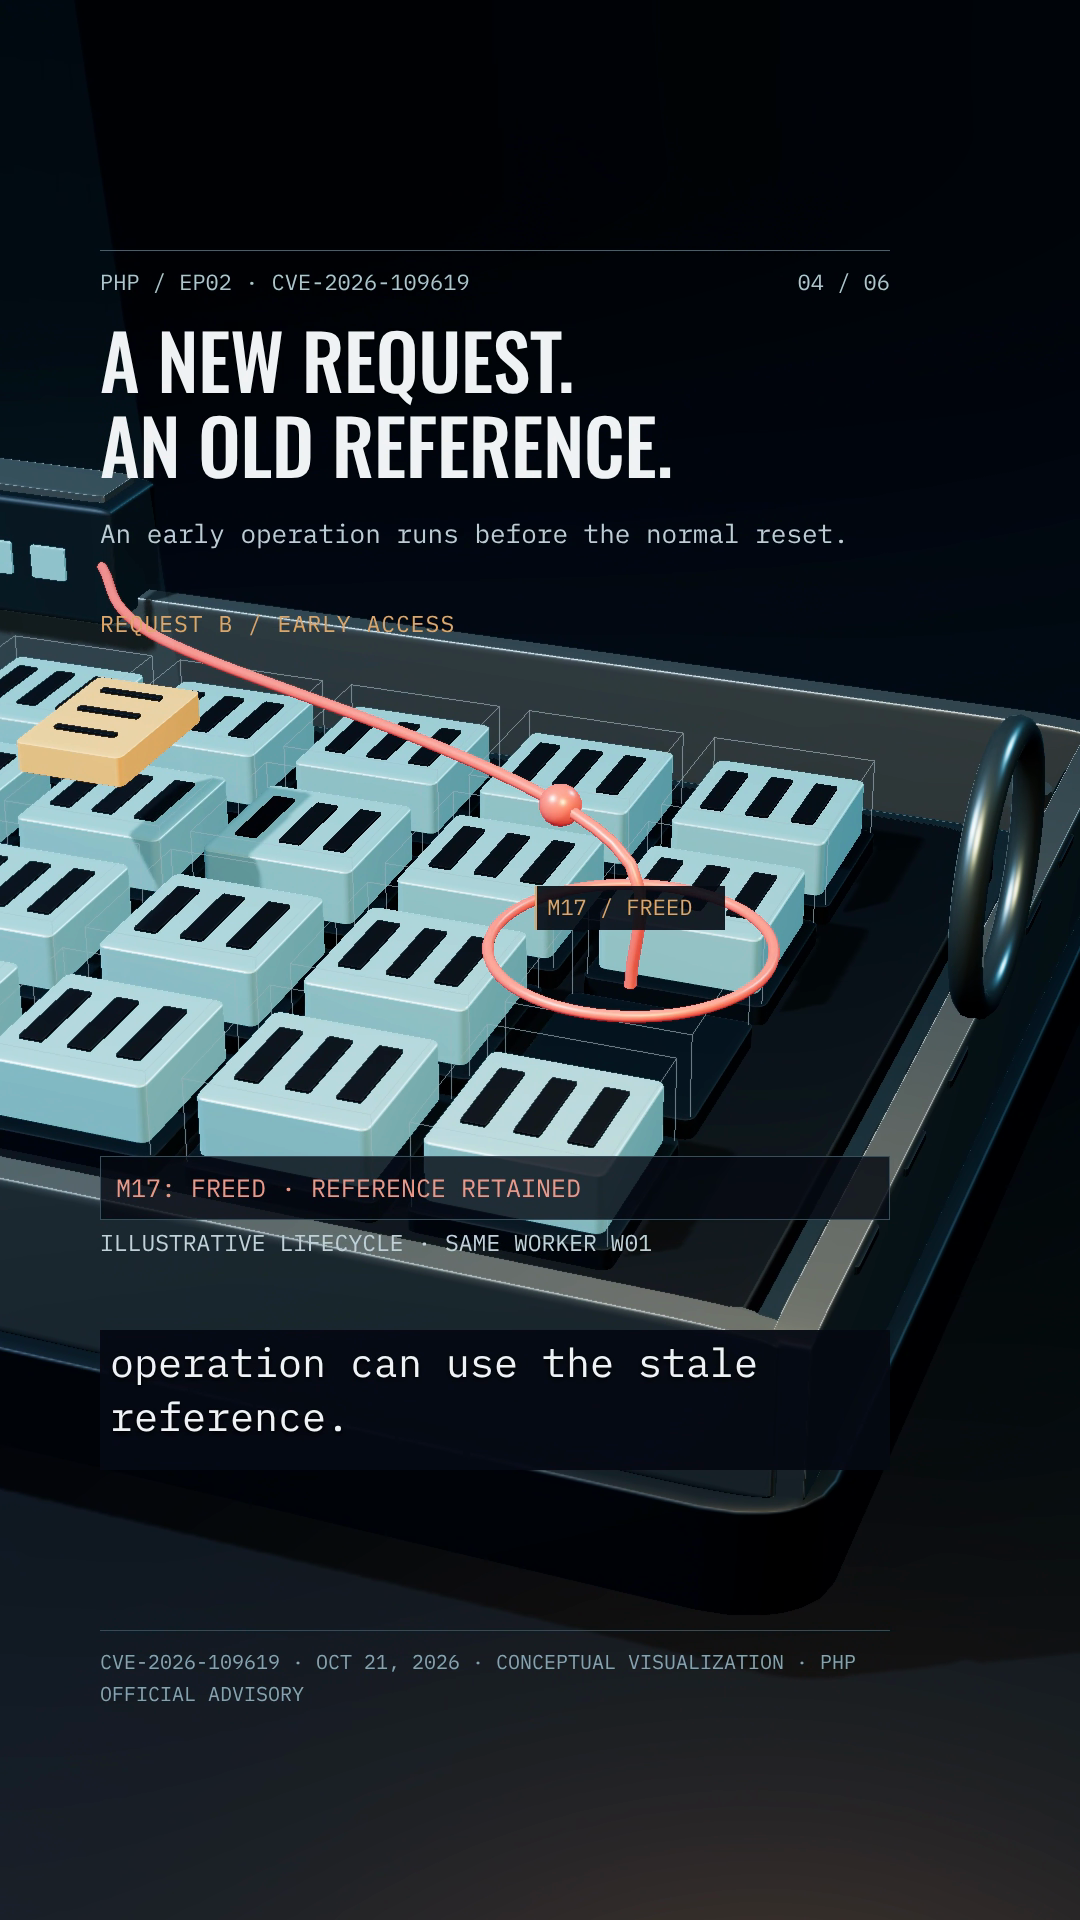 PHP / EP02 · CVE-2026-109619
04 / 06
A NEW REQUEST.
AN OLD REFERENCE.
An early operation runs before the normal reset.
REQUEST B / EARLY ACCESS
M17 / FREED
M17: FREED · REFERENCE RETAINED
ILLUSTRATIVE LIFECYCLE · SAME WORKER W01
operation can use the stale
reference.
CVE-2026-109619 · OCT 21, 2026 · CONCEPTUAL VISUALIZATION · PHP
OFFICIAL ADVISORY